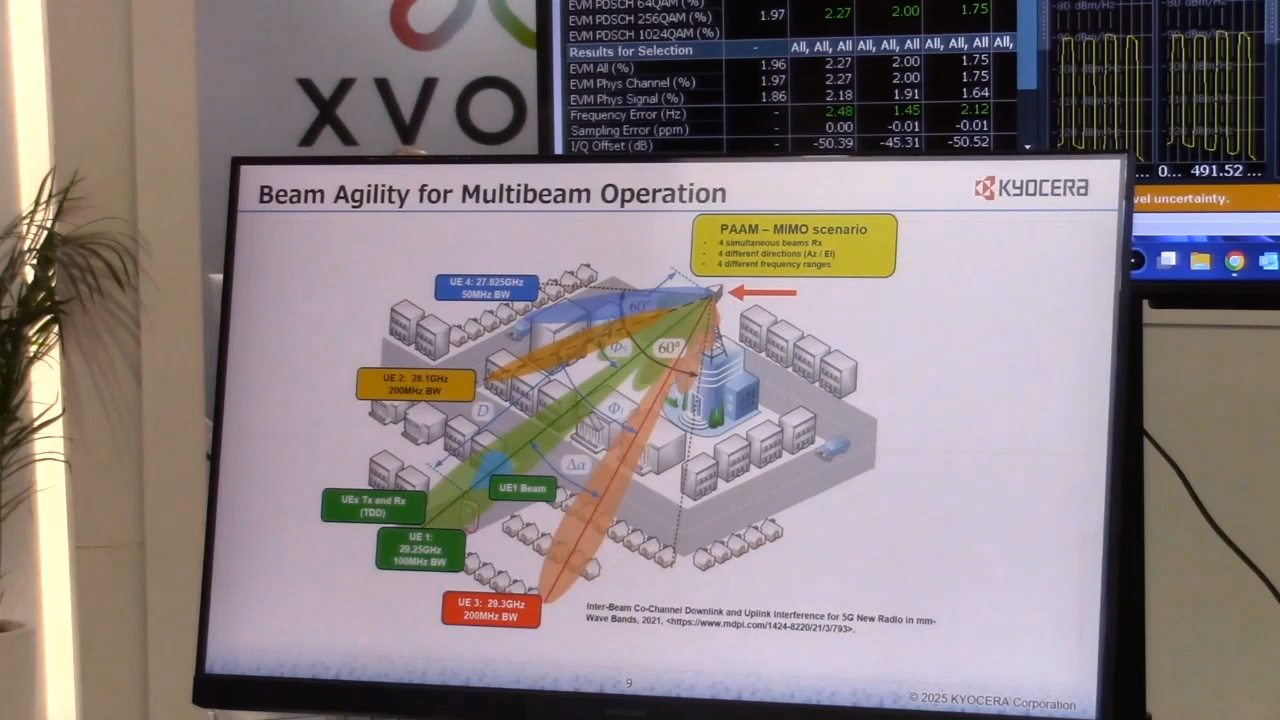 EVM PDSCH 64QAM (%)
EVM PDSCH 256QAM (%) 1.97 2.27 2.00 1.75
EVM PDSCH 1024QAM (%)
Results for Selection - All, All, All All, All, All All, All, All All,
EVM All (%) 1.96 2.27 2.00 1.75
EVM Phys Channel (%) 1.97 2.27 2.00 1.75
EVM Phys Signal (%) 1.86 2.18 1.91 1.64
Frequency Error (Hz) - 2.48 1.45 2.12
Sampling Error (ppm) - 0.00 -0.01 -0.01
I/Q Offset (dB) - -50.39 -45.31 -50.52
-80 dBm/Hz
0... 491.52 ...
vel uncertainty.
XVO
Beam Agility for Multibeam Operation
KYOCERA
PAAM – MIMO scenario
- 4 simultaneous beams Rx
- 4 different directions (Az / El)
- 4 different frequency ranges
UE 4: 27.825GHz
50MHz BW
60°
60°
UE 2: 28.1GHz
200MHz BW
D
Δα
UE1 Beam
UEs Tx and Rx
(TDD)
UE 1:
29.25GHz
100MHz BW
UE 3: 29.3GHz
200MHz BW
Inter-Beam Co-Channel Downlink and Uplink Interference for 5G New Radio in mm-
Wave Bands, 2021, <https://www.mdpi.com/1424-8220/21/3/793>.
9
© 2025 KYOCERA Corporation